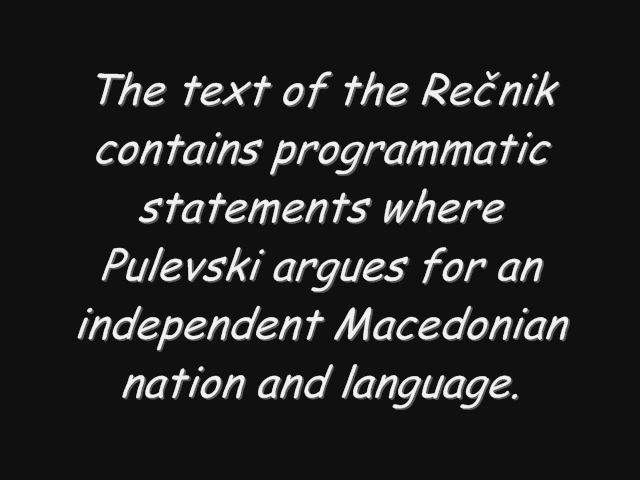 The text of the Rečnik
contains programmatic
statements where
Pulevski argues for an
independent Macedonian
nation and language.